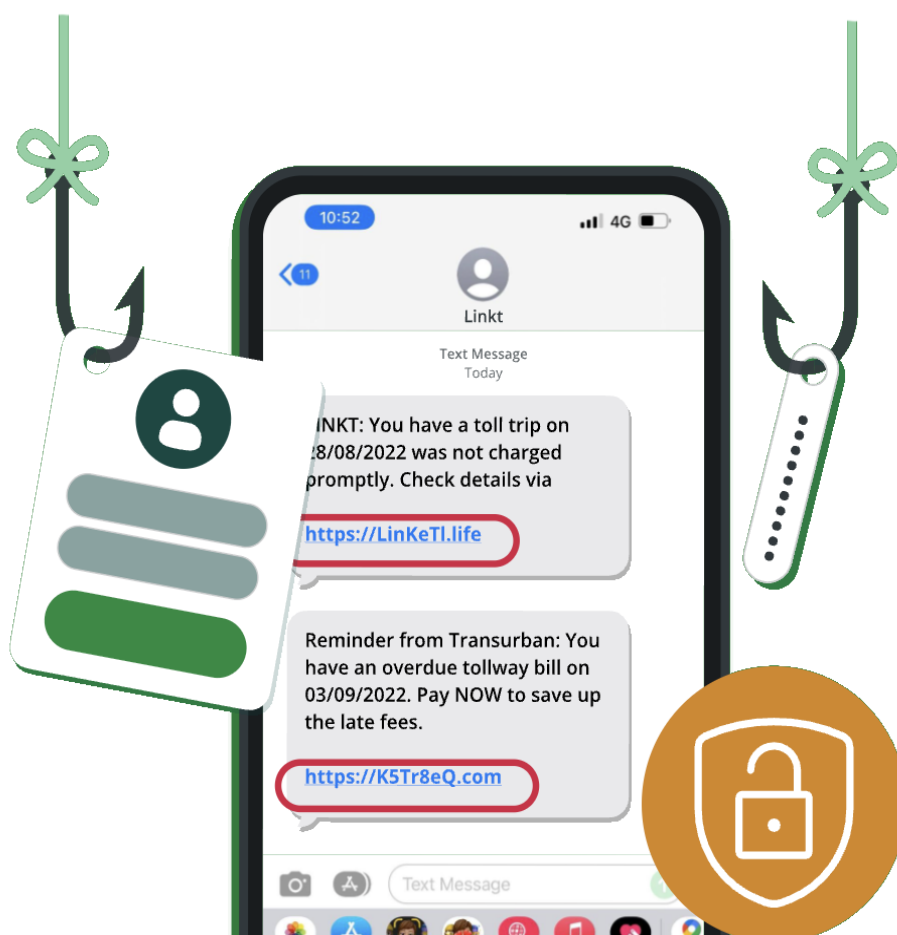 10:52
4G
11
Linkt
Text Message
Today
INKT: You have a toll trip on
28/08/2022 was not charged
promptly. Check details via
https://LinKeTl.life
Reminder from Transurban: You
have an overdue tollway bill on
03/09/2022. Pay NOW to save up
the late fees.
https://K5Tr8eQ.com
Text Message